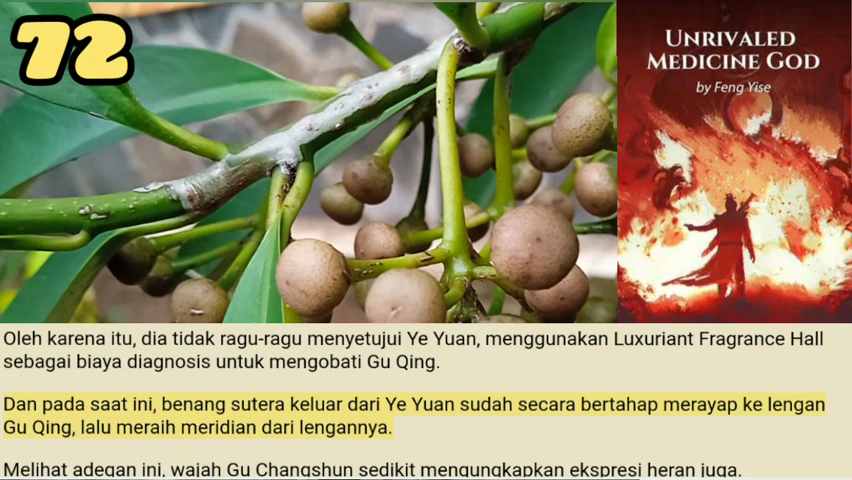 72
UNRIVALED
MEDICINE GOD
by Feng Yise
Oleh karena itu, dia tidak ragu-ragu menyetujui Ye Yuan, menggunakan Luxuriant Fragrance Hall
sebagai biaya diagnosis untuk mengobati Gu Qing.
Dan pada saat ini, benang sutera keluar dari Ye Yuan sudah secara bertahap merayap ke lengan
Gu Qing, lalu meraih meridian dari lengannya.
Melihat adegan ini, wajah Gu Changshun sedikit mengungkapkan ekspresi heran juga.